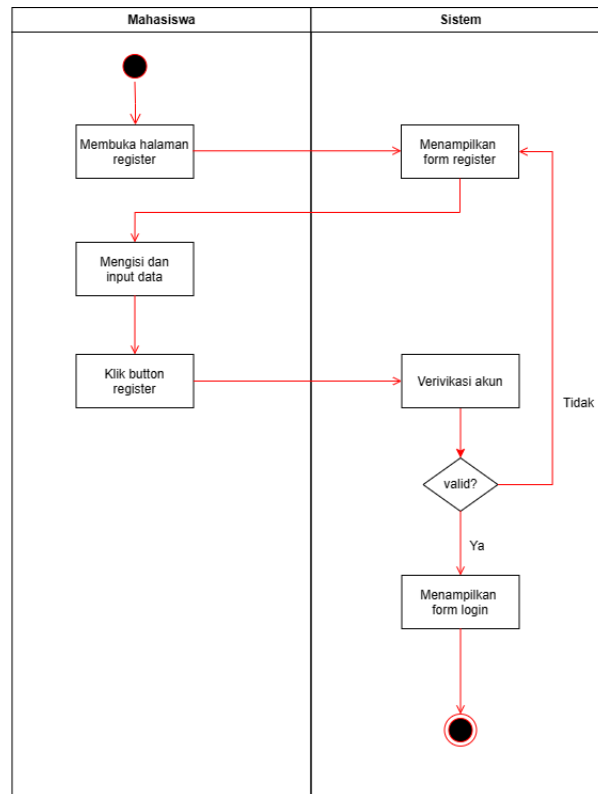 Mahasiswa
Sistem
Membuka halaman
register
Menampilkan
form register
Mengisi dan
input data
Klik button
register
Verivikasi akun
Tidak
valid?
Ya
Menampilkan
form login